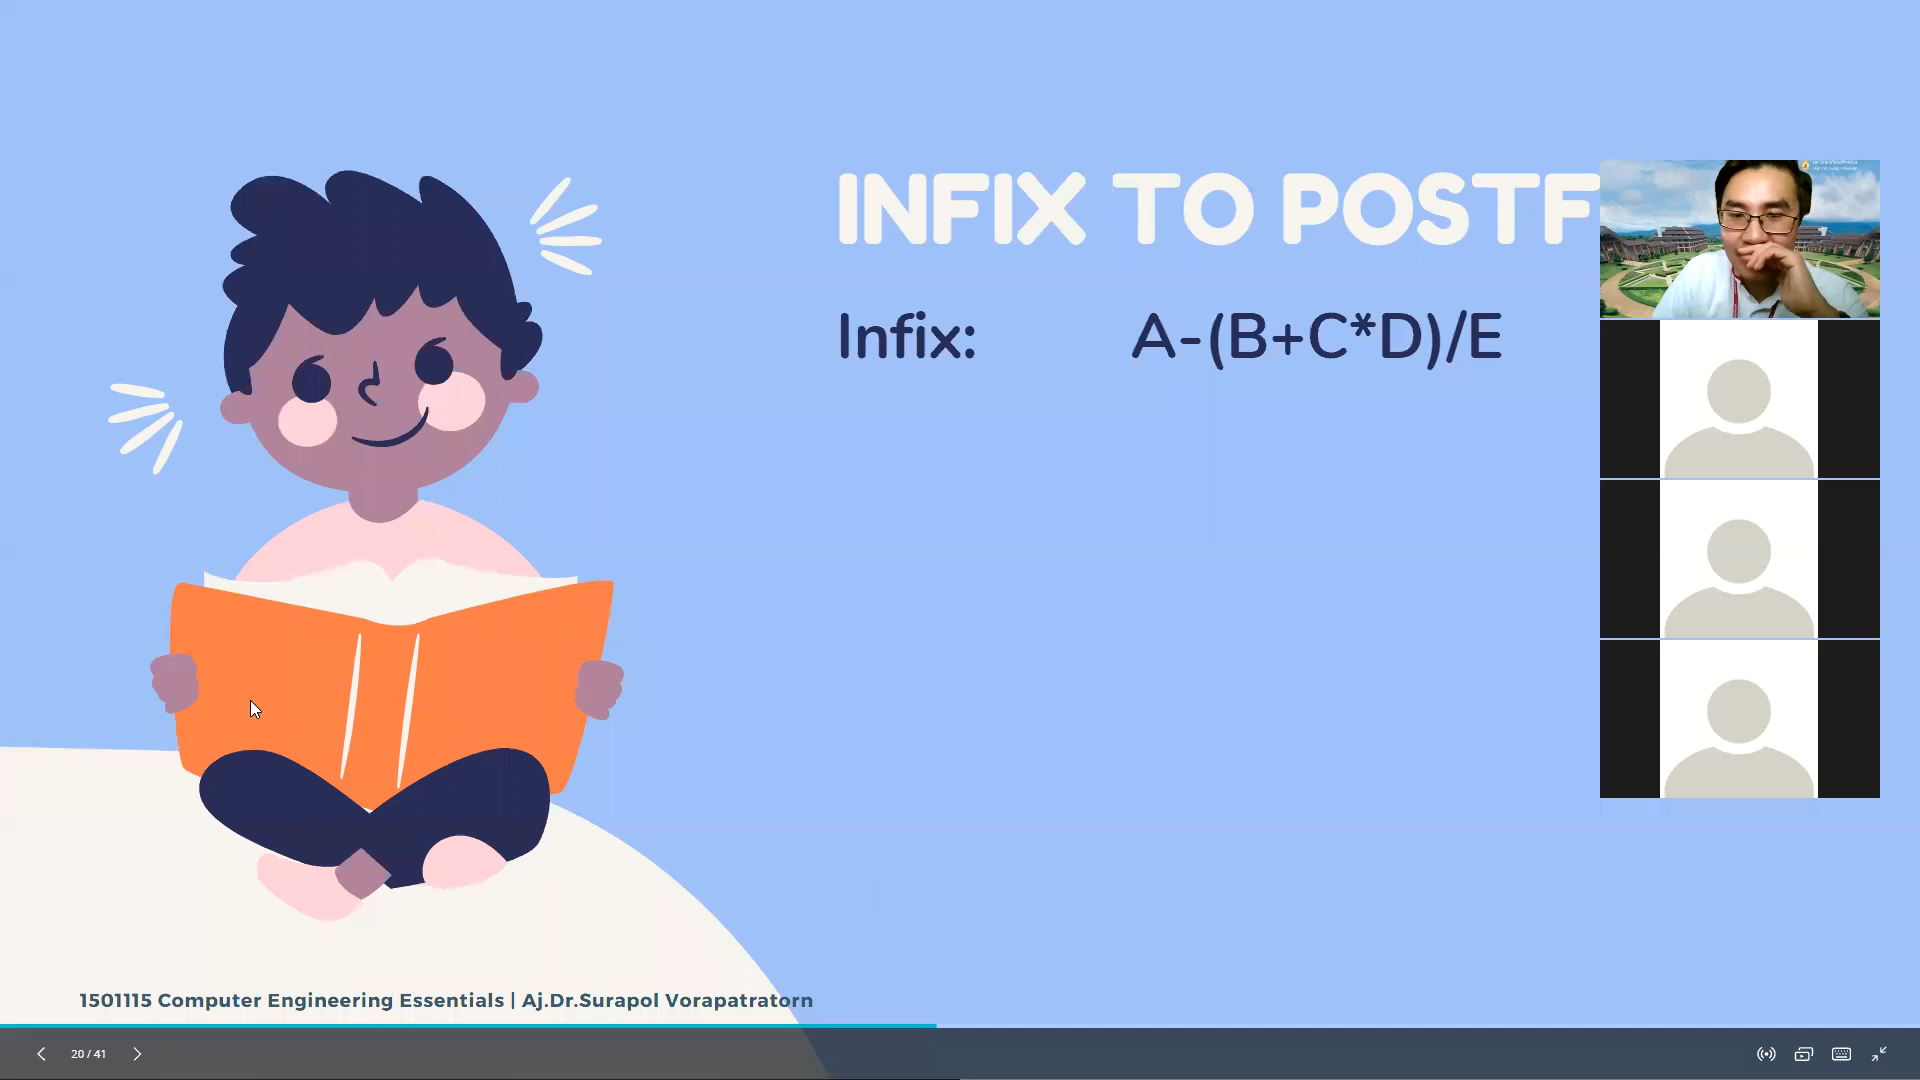 INFIX TO POSTF
Infix: A-(B+C*D)/E
1501115 Computer Engineering Essentials | Aj.Dr.Surapol Vorapatratorn
20 / 41